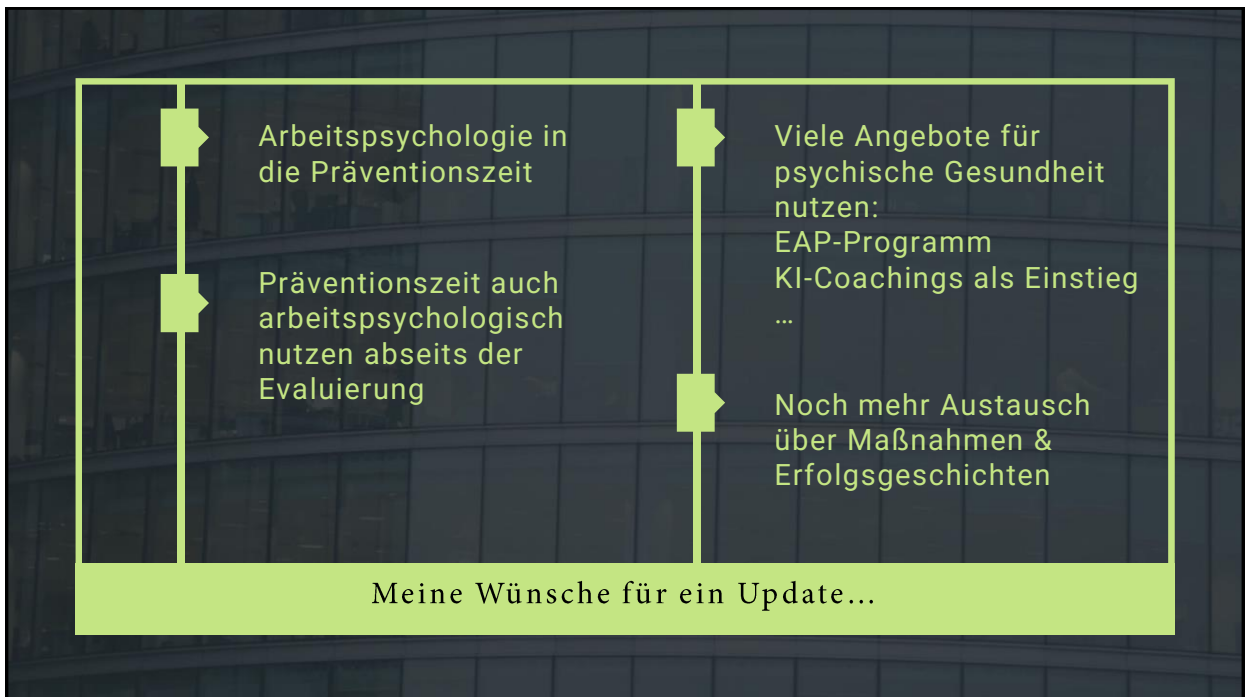 Arbeitspsychologie in
die Präventionszeit
Präventionszeit auch
arbeitspsychologisch
nutzen abseits der
Evaluierung
Viele Angebote für
psychische Gesundheit
nutzen:
EAP-Programm
KI-Coachings als Einstieg
…
Noch mehr Austausch
über Maßnahmen &
Erfolgsgeschichten
Meine Wünsche für ein Update…